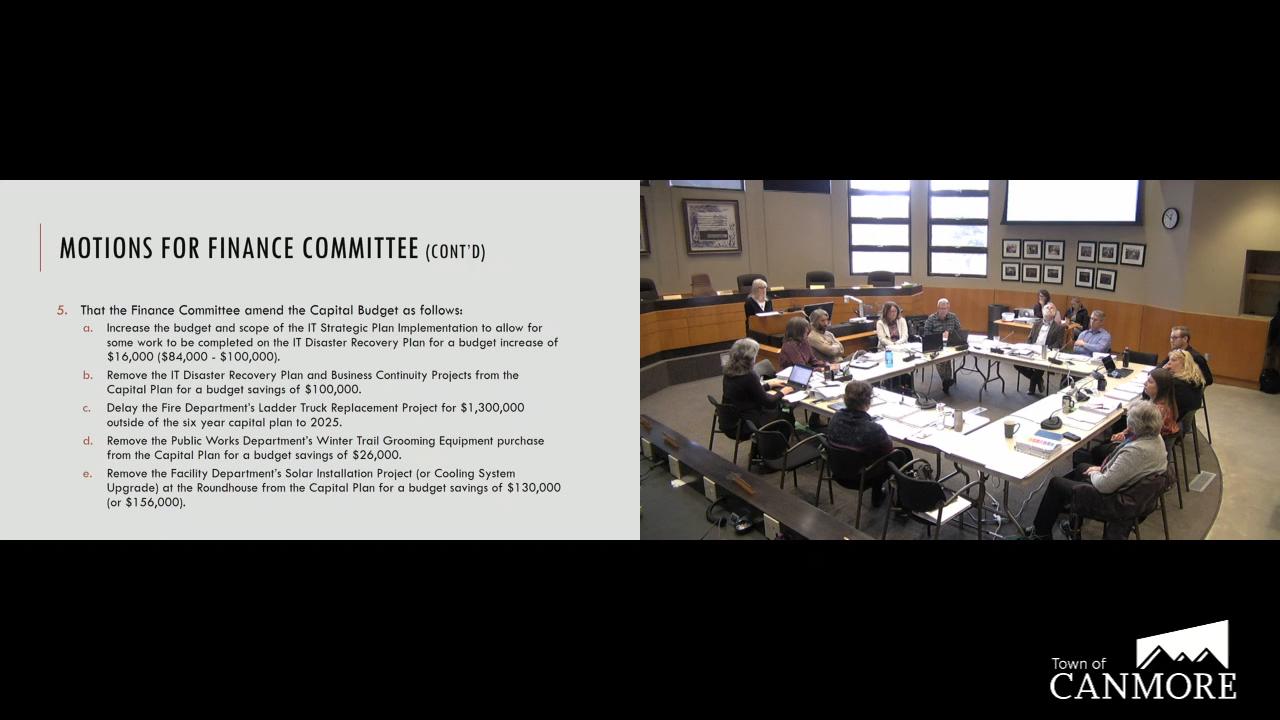 MOTIONS FOR FINANCE COMMITTEE (CONT'D)
5. That the Finance Committee amend the Capital Budget as follows:
a. Increase the budget and scope of the IT Strategic Plan Implementation to allow for
some work to be completed on the IT Disaster Recovery Plan for a budget increase of
$16,000 ($84,000 - $100,000).
b. Remove the IT Disaster Recovery Plan and Business Continuity Projects from the
Capital Plan for a budget savings of $100,000.
c. Delay the Fire Department's Ladder Truck Replacement Project for $1,300,000
outside of the six year capital plan to 2025.
d. Remove the Public Works Department's Winter Trail Grooming Equipment purchase
from the Capital Plan for a budget savings of $26,000.
e. Remove the Facility Department's Solar Installation Project (or Cooling System
Upgrade) at the Roundhouse from the Capital Plan for a budget savings of $130,000
(or $156,000).
Town of
CANMORE